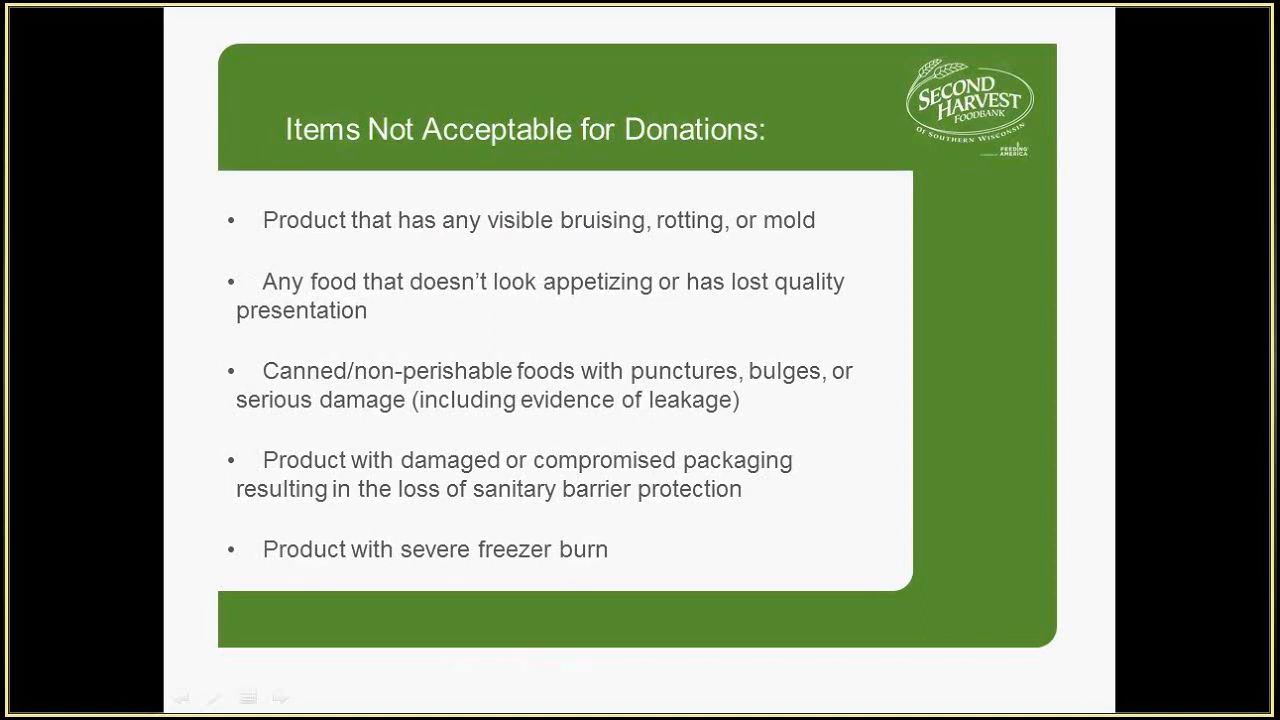 Items Not Acceptable for Donations:
SECOND
HARVEST
FOODBANK
OF SOUTHERN WISCONSIN
FEEDING
AMERICA
• Product that has any visible bruising, rotting, or mold
• Any food that doesn’t look appetizing or has lost quality
presentation
• Canned/non-perishable foods with punctures, bulges, or
serious damage (including evidence of leakage)
• Product with damaged or compromised packaging
resulting in the loss of sanitary barrier protection
• Product with severe freezer burn